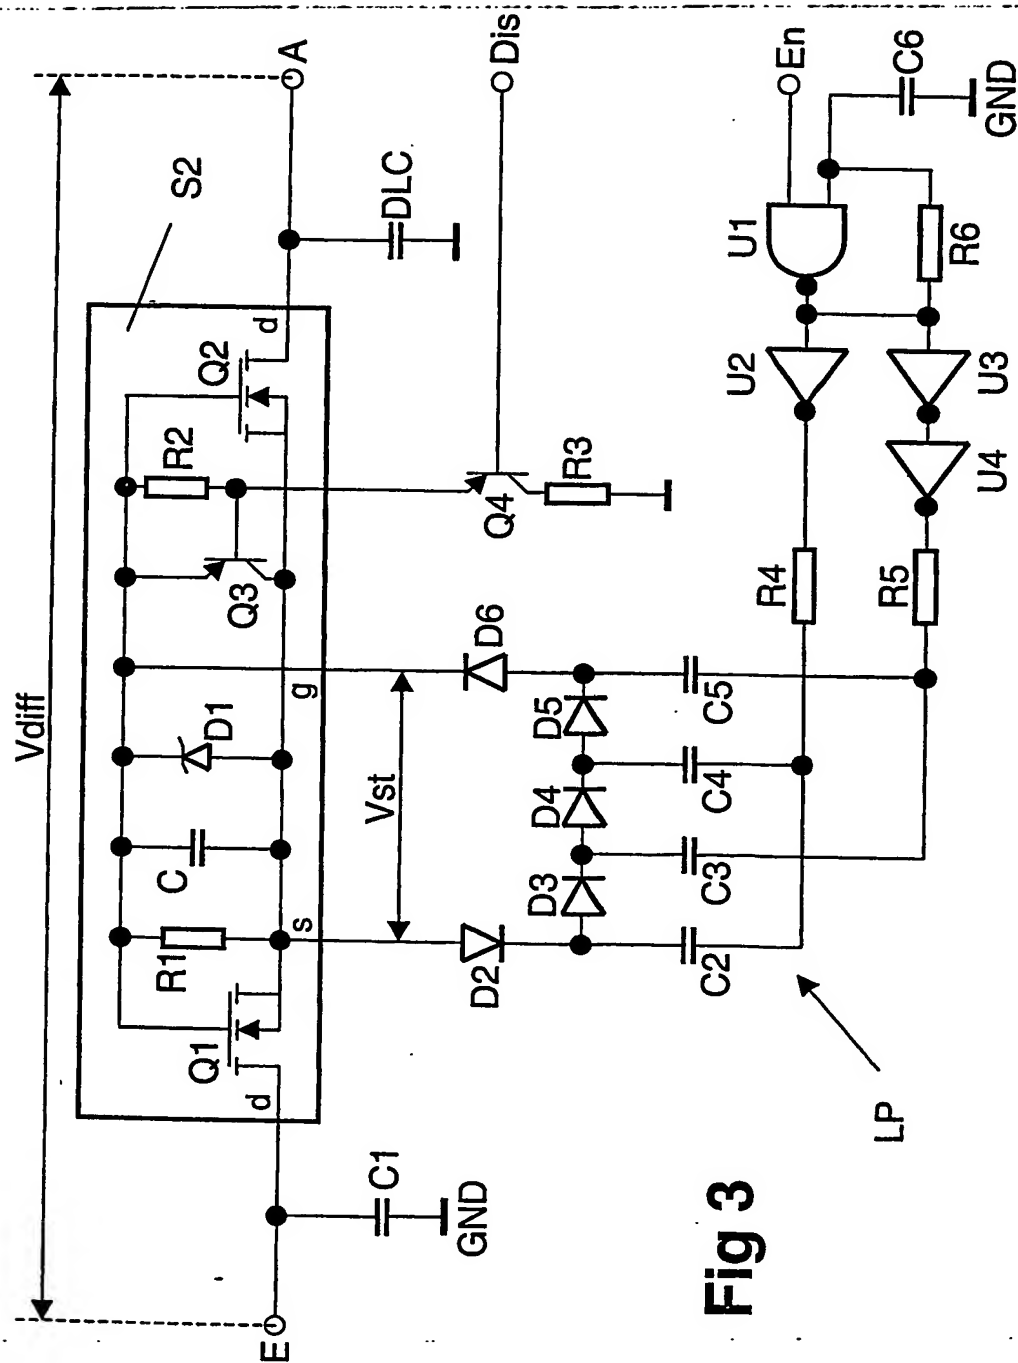 Vdiff
S2
E
A
C1
GND
DLC
d
Q1
R1
s
C
D1
g
Q3
R2
Q2
d
Vst
D2
D6
Q4
R3
Dis
D3
D4
D5
C2
C3
C4
C5
R4
R5
U2
U1
En
U4
U3
R6
C6
GND
LP
Fig 3